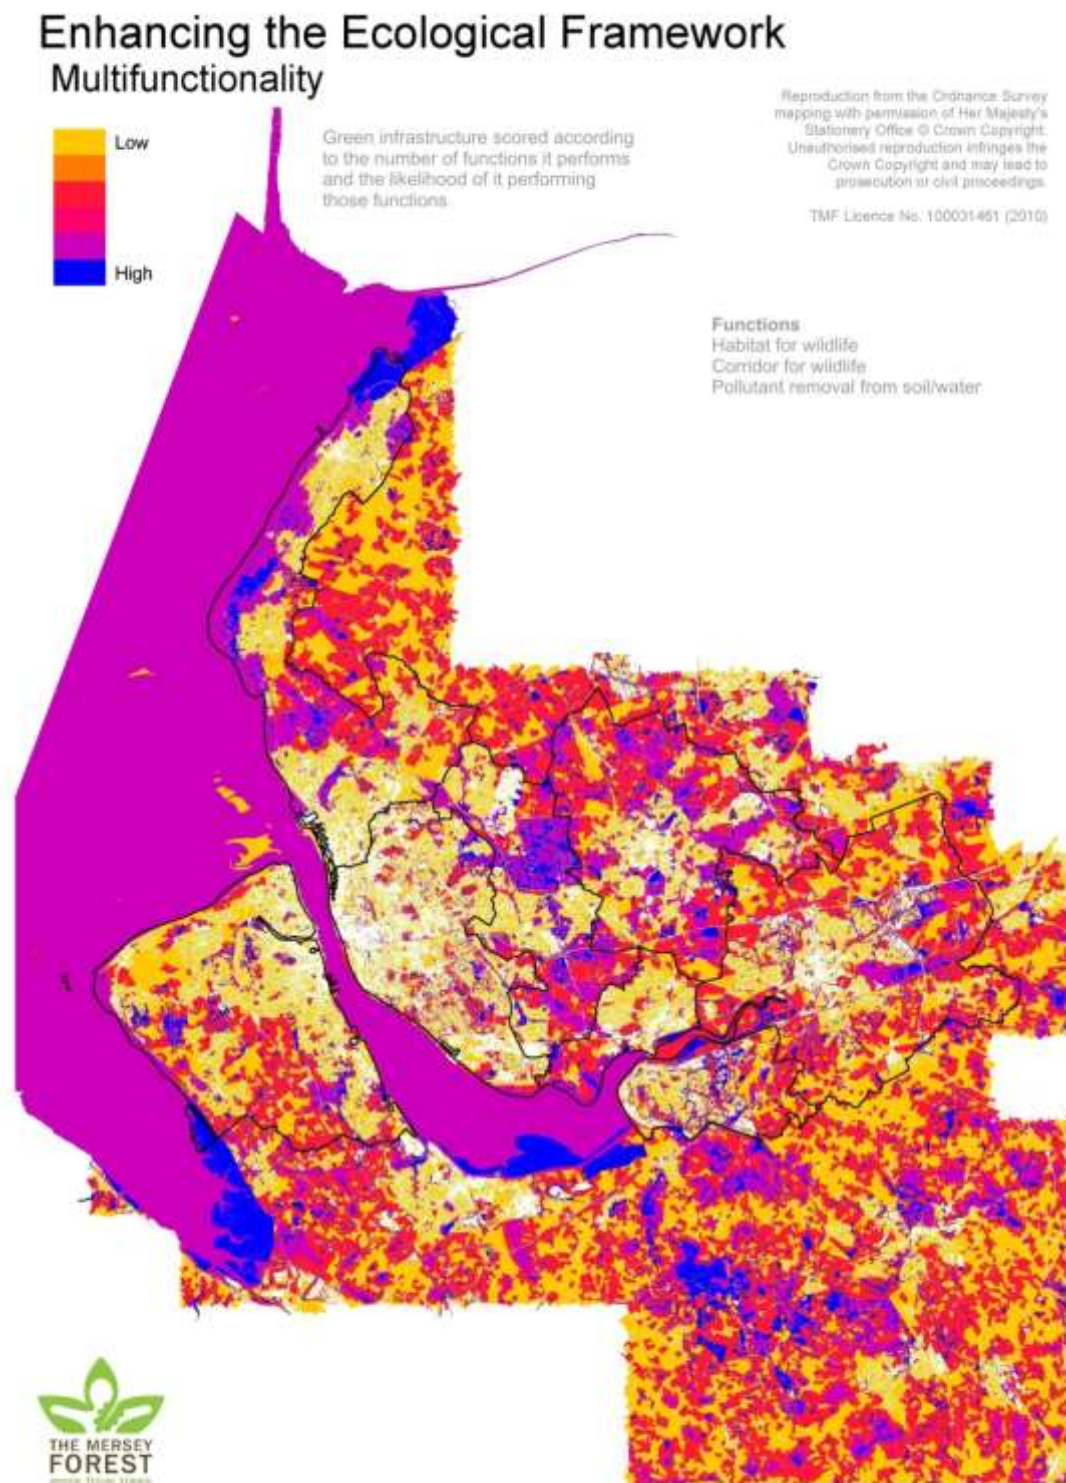 Enhancing the Ecological Framework
Multifunctionality
Low
High
Green infrastructure scored according
to the number of functions it performs
and the likelihood of it performing
those functions
Reproduction from the Ordnance Survey
mapping with permission of Her Majesty's
Stationery Office © Crown Copyright.
Unauthorised reproduction infringes the
Crown Copyright and may lead to
prosecution or civil proceedings.
TMF Licence No. 100031461 (2010)
Functions
Habitat for wildlife
Corridor for wildlife
Pollutant removal from soil/water
THE MERSEY
FOREST
more from trees